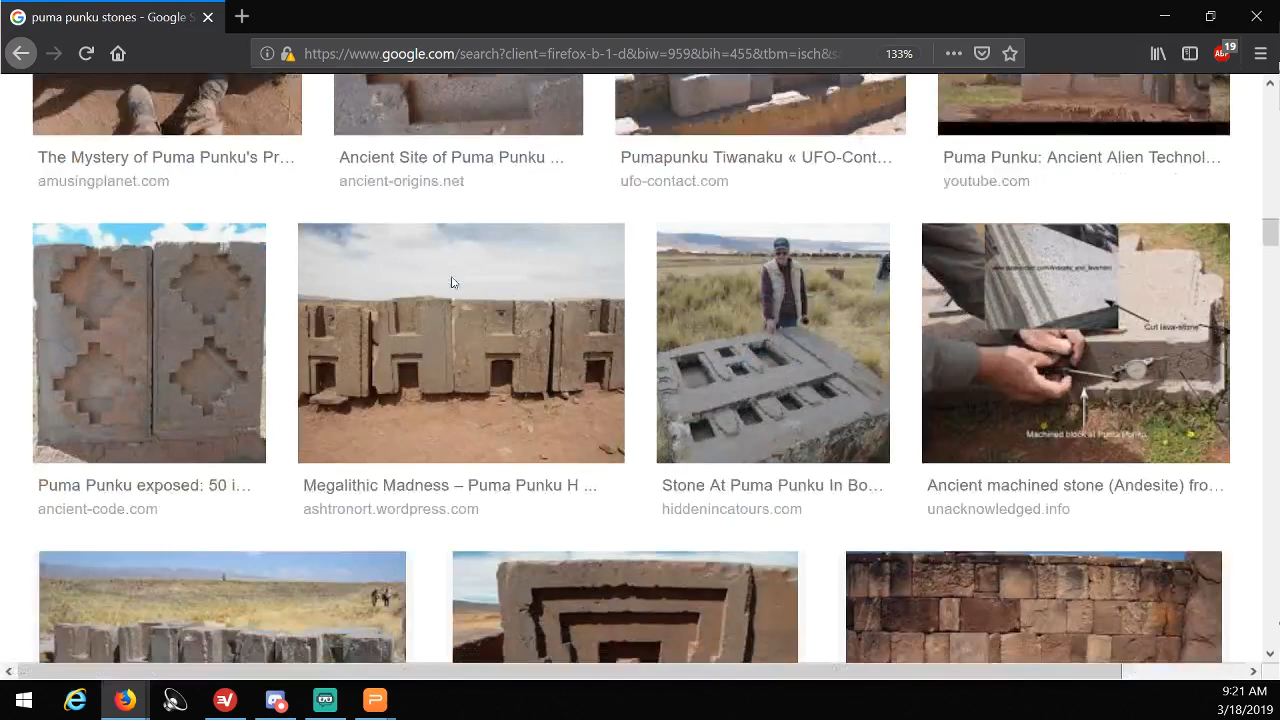 puma punku stones - Google S
https://www.google.com/search?client=firefox-b-1-d&biw=959&bih=455&tbm=isch&s
133%
19
ABP
The Mystery of Puma Punku's Pr...
Ancient Site of Puma Punku ...
Pumapunku Tiwanaku « UFO-Cont...
Puma Punku: Ancient Alien Technol...
amusingplanet.com
ancient-origins.net
ufo-contact.com
youtube.com
Cut lava-stone
Machined block at Puma Punku
Puma Punku exposed: 50 i...
Megalithic Madness – Puma Punku H ...
Stone At Puma Punku In Bo...
Ancient machined stone (Andesite) fro...
ancient-code.com
ashtronort.wordpress.com
hiddenincatours.com
unacknowledged.info
9:21 AM
3/18/2019